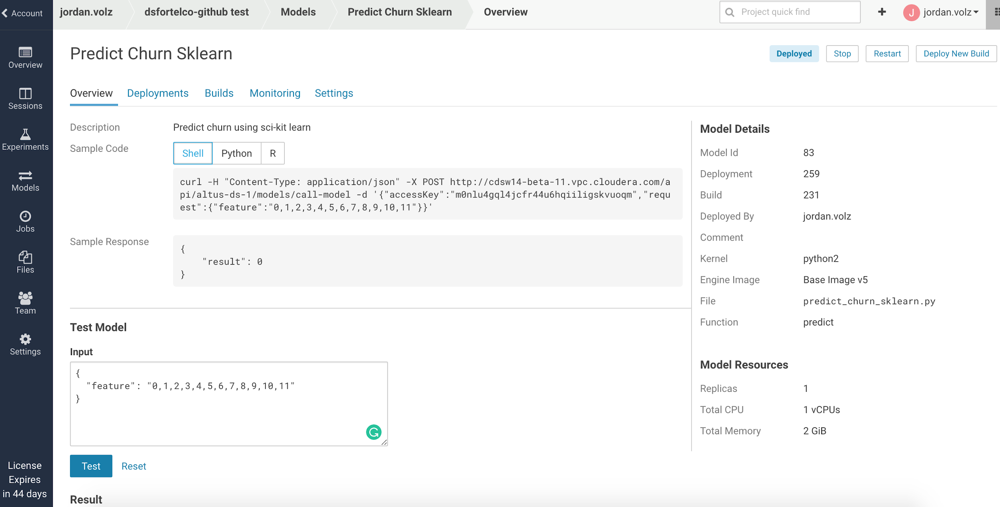 Account
jordan.volz
dsfortelco-github test
Models
Predict Churn Sklearn
Overview
Project quick find
J
jordan.volz
Overview
Sessions
Experiments
Models
Jobs
Files
Team
Settings
License
Expires
in 44 days
Predict Churn Sklearn
Deployed
Stop
Restart
Deploy New Build
Overview
Deployments
Builds
Monitoring
Settings
Description
Predict churn using sci-kit learn
Sample Code
Shell
Python
R
curl -H "Content-Type: application/json" -X POST http://cdsw14-beta-11.vpc.cloudera.com/a
pi/altus-ds-1/models/call-model -d '{"accessKey":"m0nlu4gql4jcfr44u6hqiiligskvuoqm","requ
est":{"feature":"0,1,2,3,4,5,6,7,8,9,10,11"}}'
Sample Response
{
"result": 0
}
Test Model
Input
{
"feature": "0,1,2,3,4,5,6,7,8,9,10,11"
}
Test
Reset
Result
Model Details
Model Id 83
Deployment 259
Build 231
Deployed By jordan.volz
Comment
Kernel python2
Engine Image Base Image v5
File predict_churn_sklearn.py
Function predict
Model Resources
Replicas 1
Total CPU 1 vCPUs
Total Memory 2 GiB